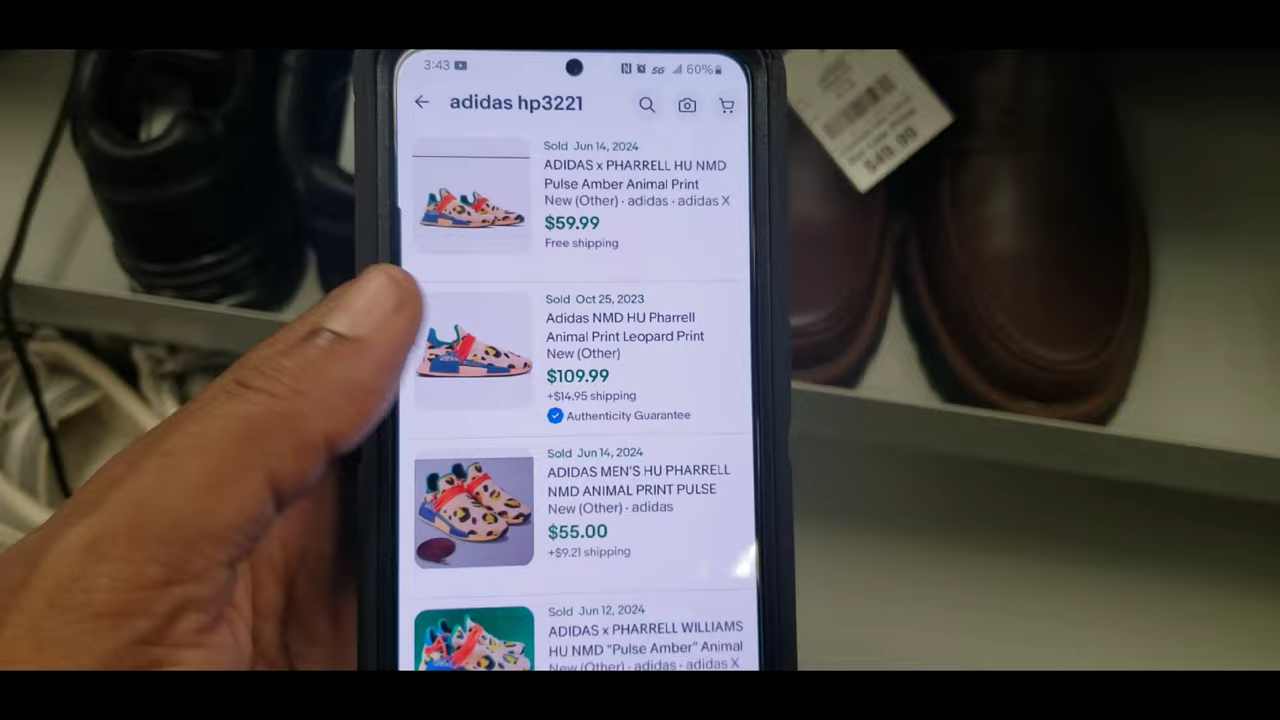 3:43
5G
60%
adidas hp3221
Sold Jun 14, 2024
ADIDAS x PHARRELL HU NMD
Pulse Amber Animal Print
New (Other) · adidas · adidas X
$59.99
Free shipping
Sold Oct 25, 2023
Adidas NMD HU Pharrell
Animal Print Leopard Print
New (Other)
$109.99
+$14.95 shipping
Authenticity Guarantee
Sold Jun 14, 2024
ADIDAS MEN'S HU PHARRELL
NMD ANIMAL PRINT PULSE
New (Other) · adidas
$55.00
+$9.21 shipping
Sold Jun 12, 2024
ADIDAS x PHARRELL WILLIAMS
HU NMD "Pulse Amber" Animal
New (Other) · adidas · adidas X
$49.99